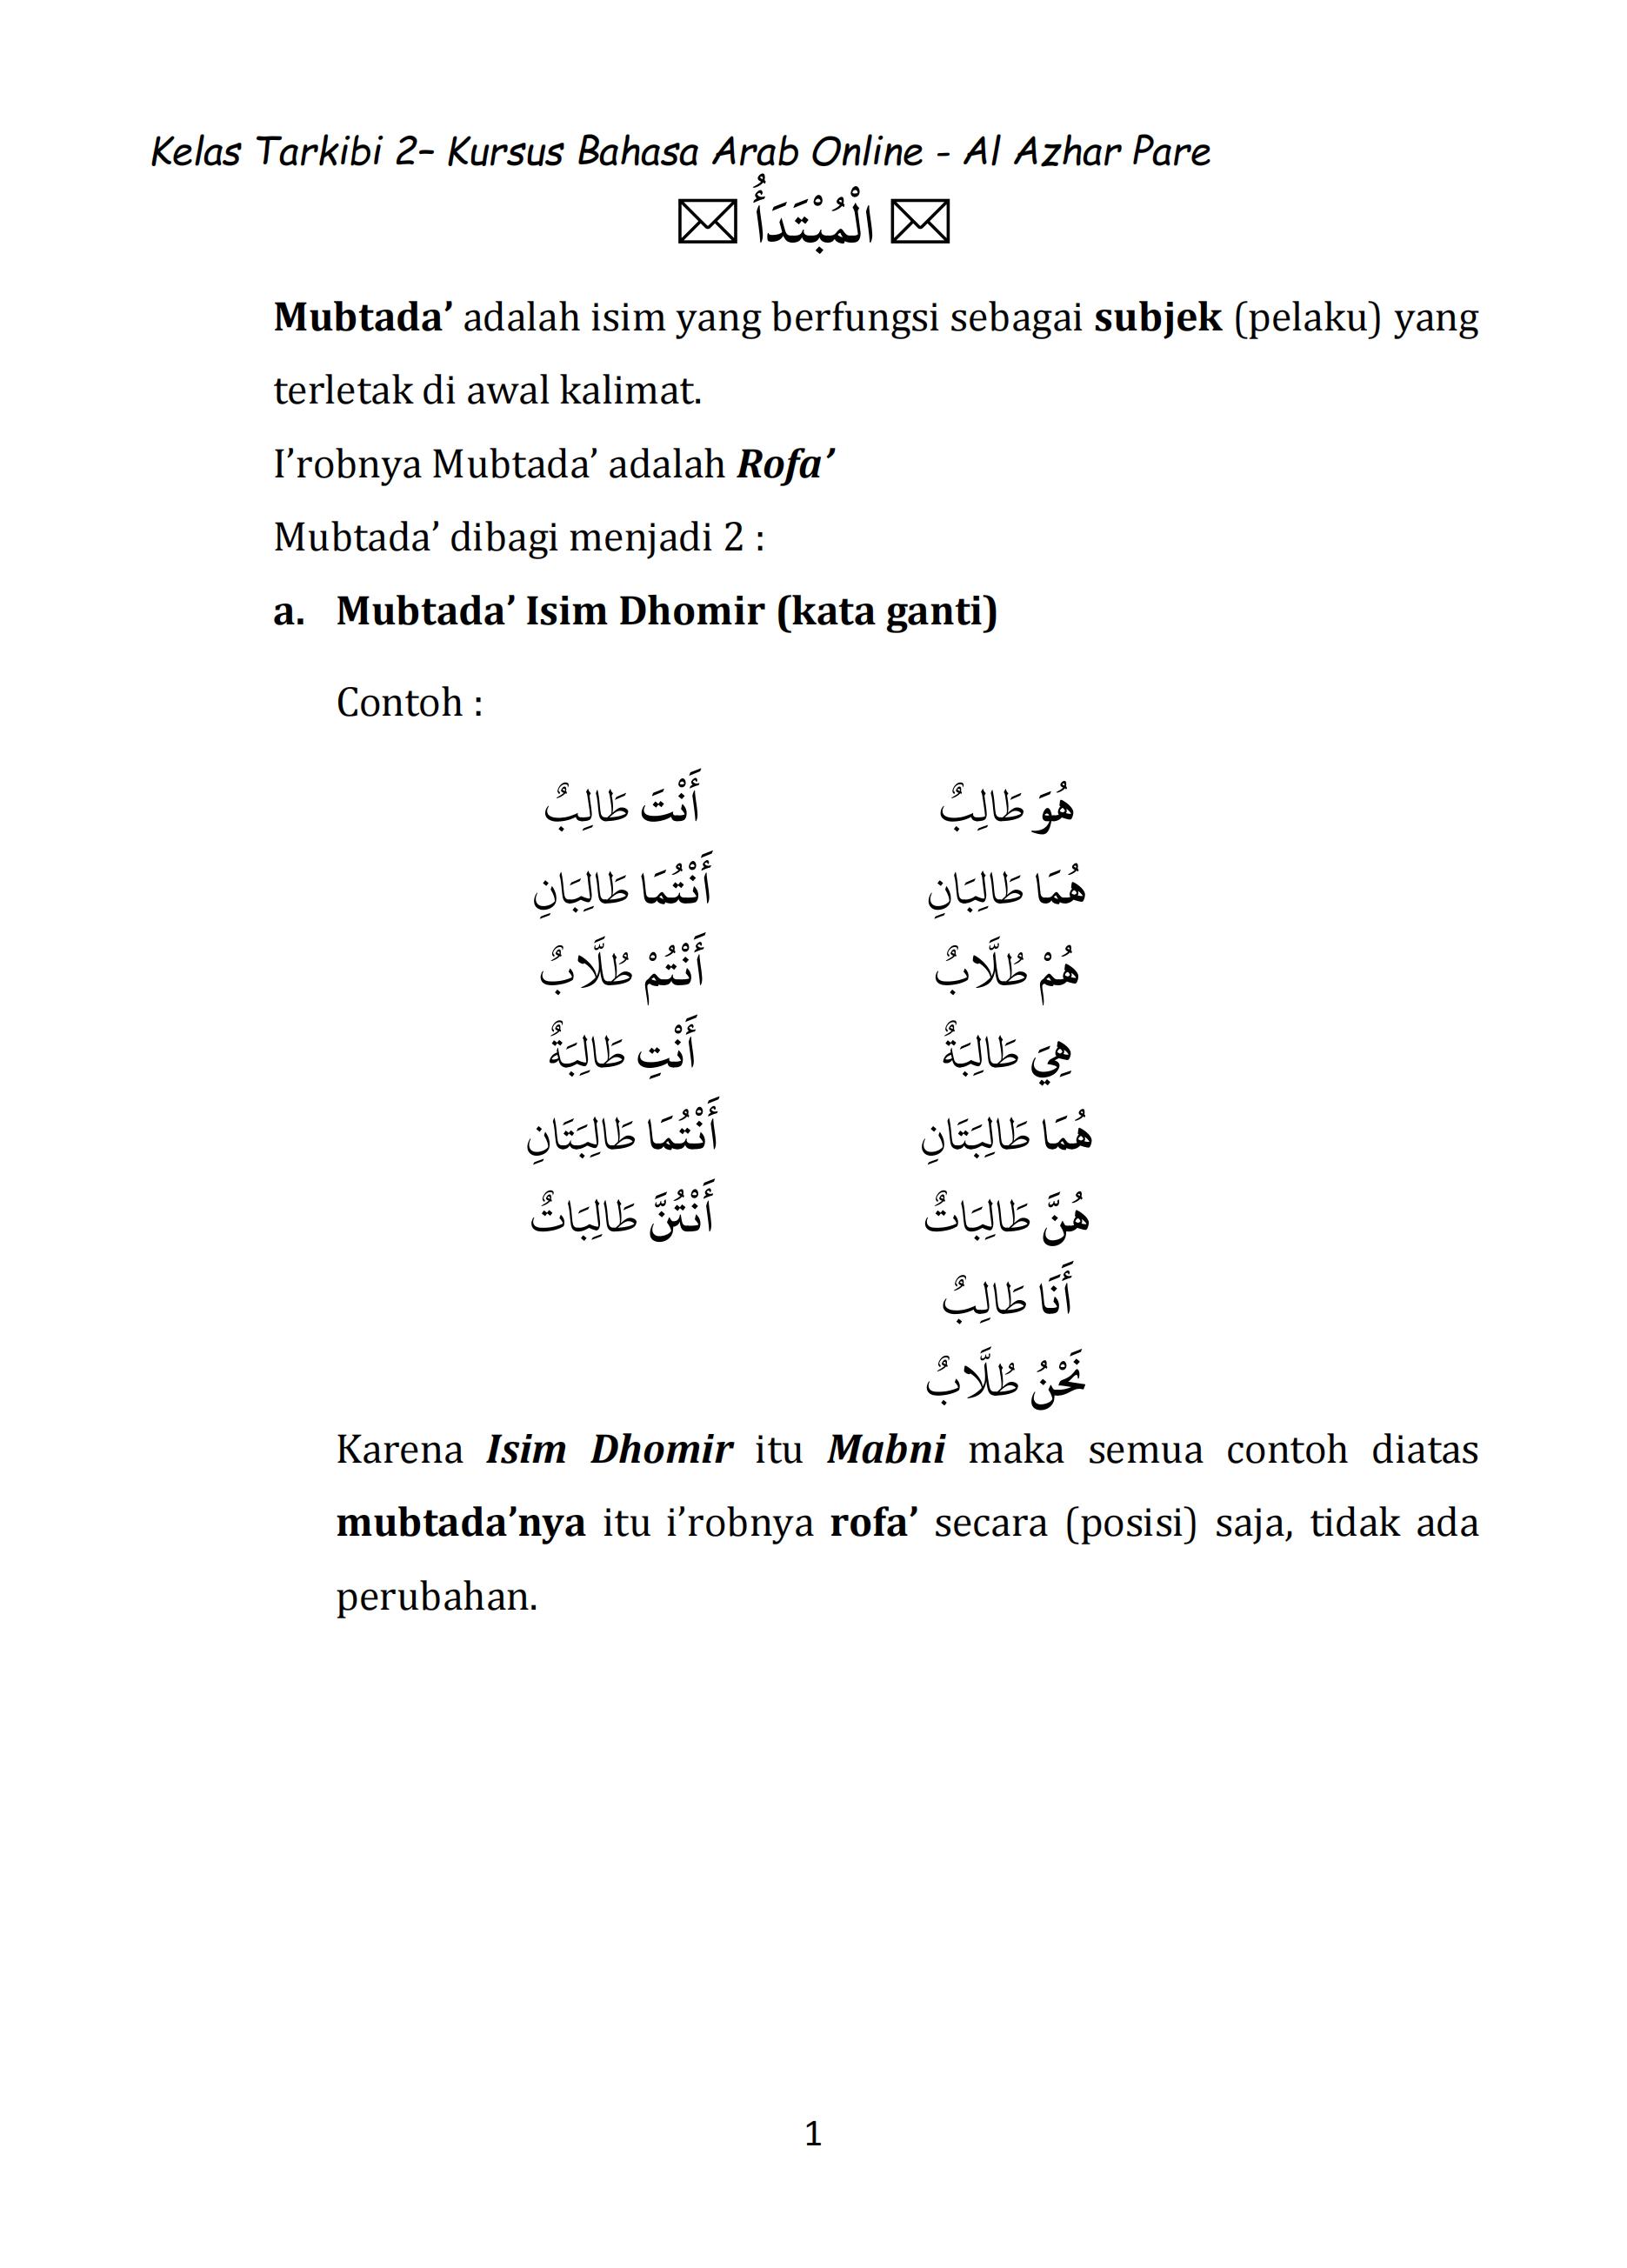 Kelas Tarkibi 2– Kursus Bahasa Arab Online - Al Azhar Pare
✉ الْمُبْتَدَأُ ✉
Mubtada’ adalah isim yang berfungsi sebagai subjek (pelaku) yang
terletak di awal kalimat.
I’robnya Mubtada’ adalah Rofa’
Mubtada’ dibagi menjadi 2 :
a. Mubtada’ Isim Dhomir (kata ganti)
Contoh :
هُوَ طَالِبٌ أَنْتَ طَالِبٌ
هُمَا طَالِبَانِ أَنْتُمَا طَالِبَانِ
هُمْ طُلَّابٌ أَنْتُمْ طُلَّابٌ
هِيَ طَالِبَةٌ أَنْتِ طَالِبَةٌ
هُمَا طَالِبَتَانِ أَنْتُمَا طَالِبَتَانِ
هُنَّ طَالِبَاتٌ أَنْتُنَّ طَالِبَاتٌ
أَنَا طَالِبٌ
نَحْنُ طُلَّابٌ
Karena Isim Dhomir itu Mabni maka semua contoh diatas
mubtada’nya itu i’robnya rofa’ secara (posisi) saja, tidak ada
perubahan.
1